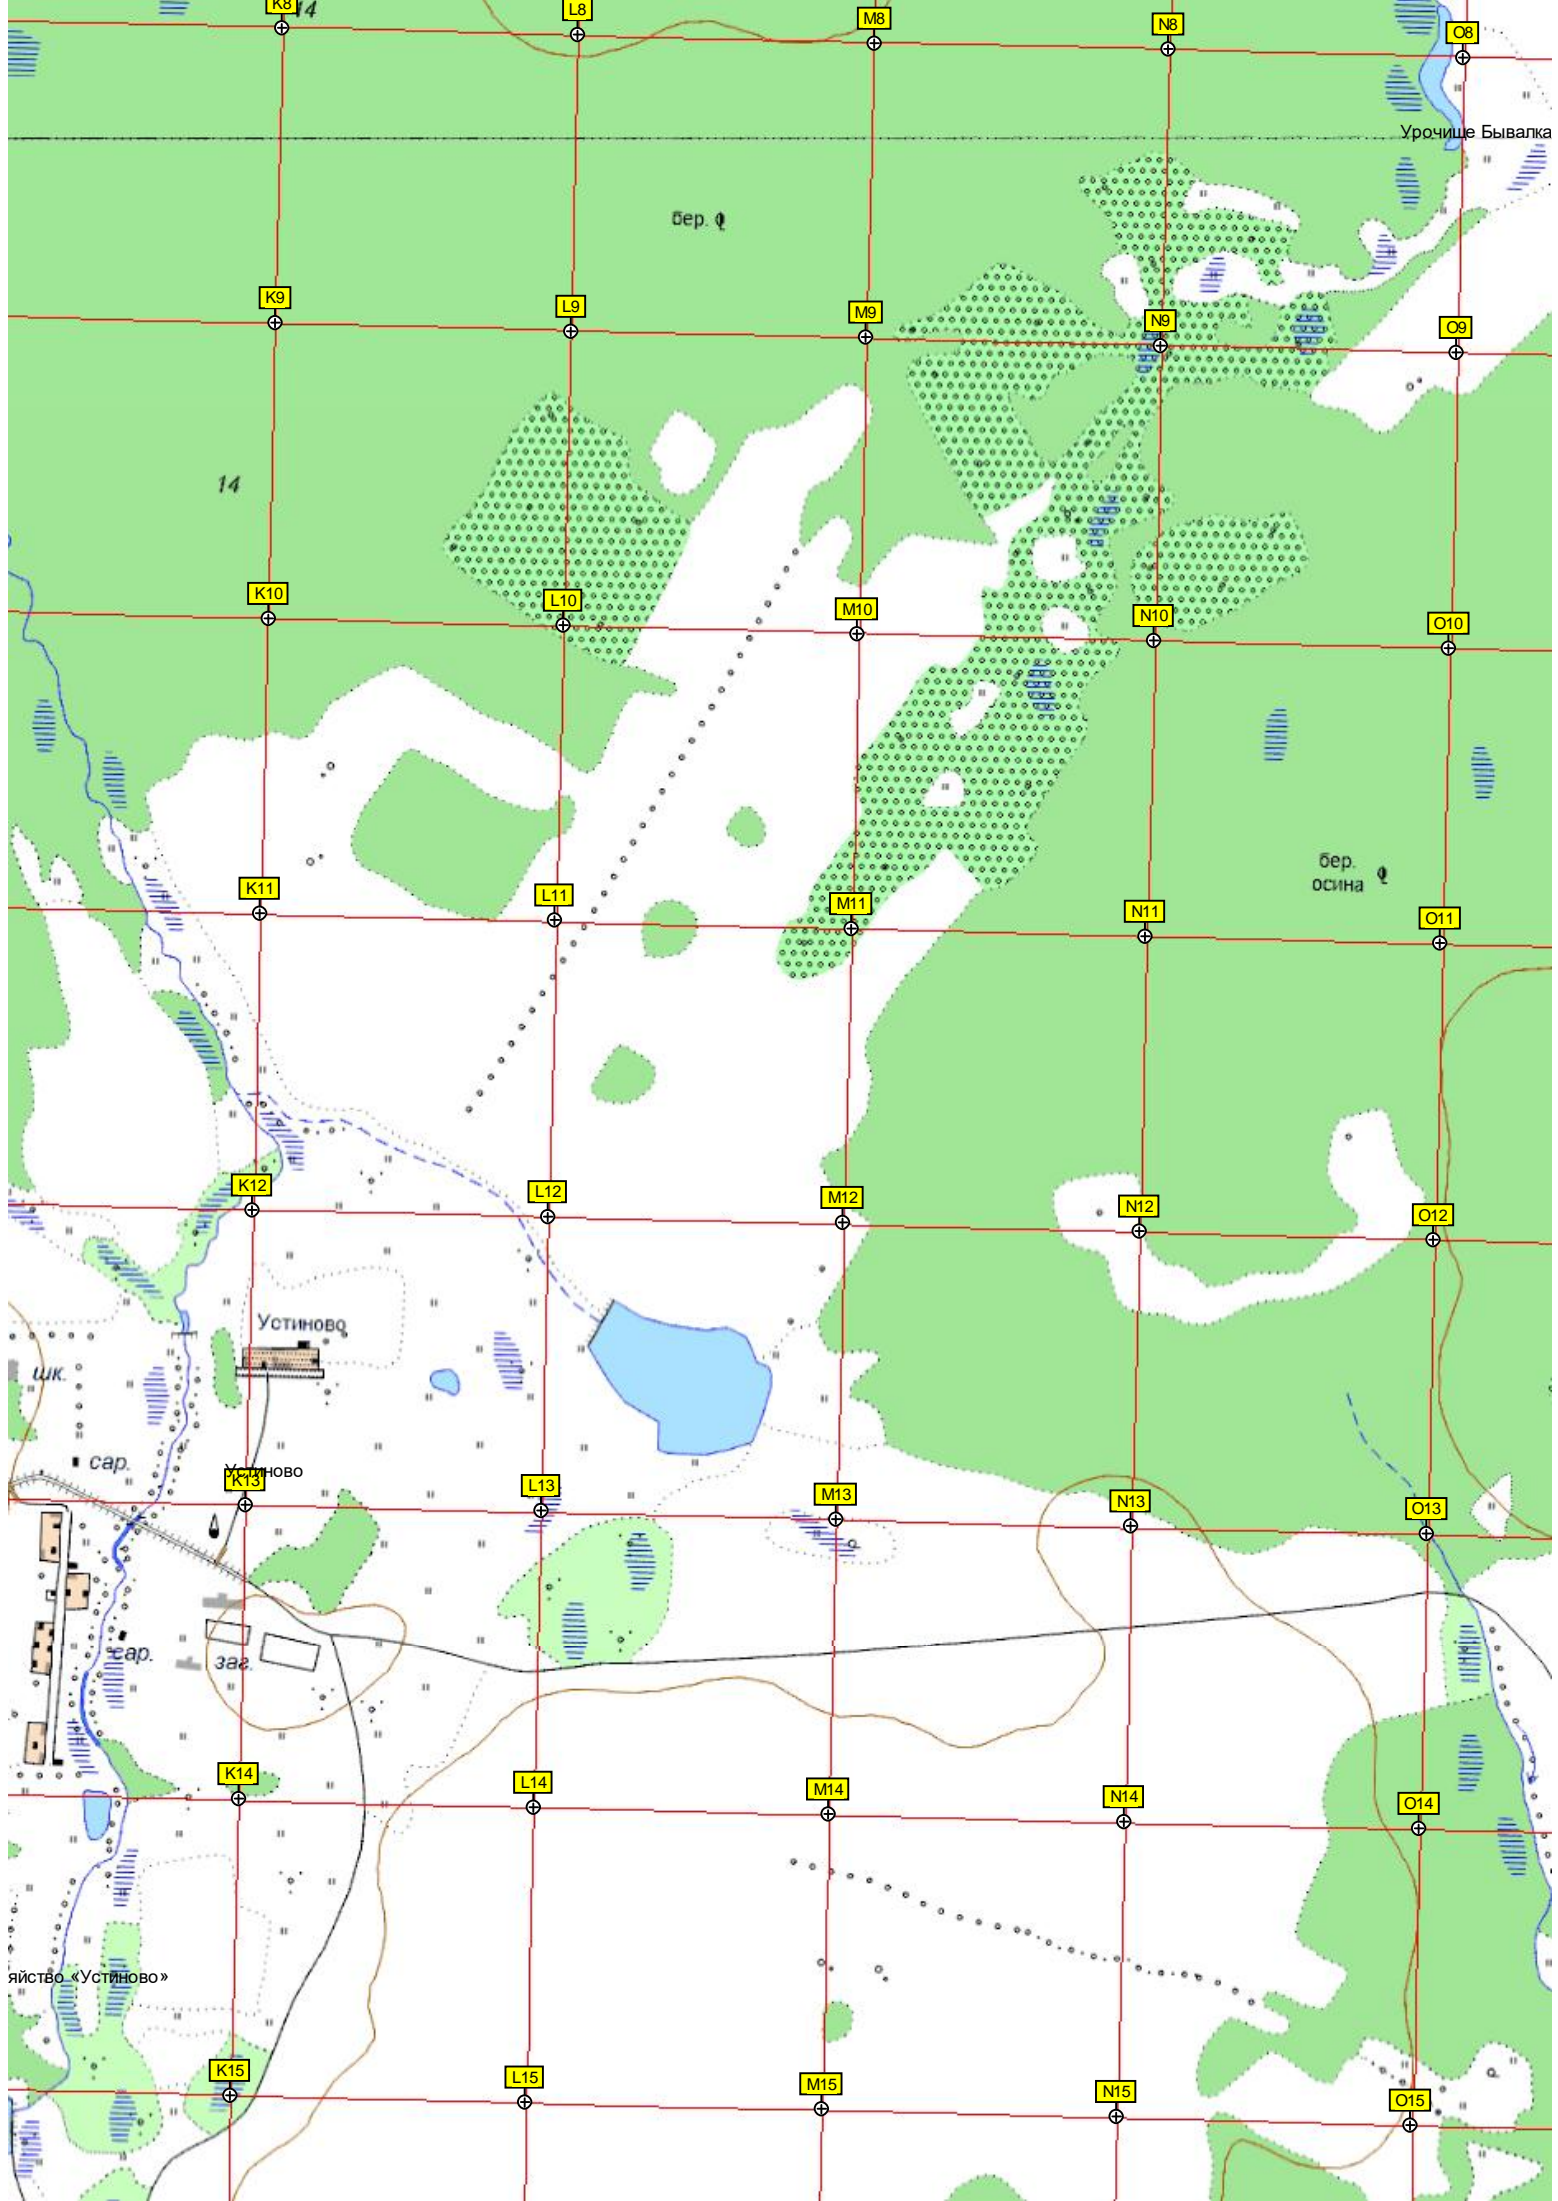 K8
14
L8
M8
N8
O8
Урочище Бывалка
бер.
K9
L9
M9
N9
O9
14
K10
L10
M10
N10
O10
бер.
осина
K11
L11
M11
N11
O11
K12
L12
M12
N12
O12
Устиново
шк.
сар.
Устиново
K13
L13
M13
N13
O13
сар.
заг.
K14
L14
M14
N14
O14
яйство «Устиново»
K15
L15
M15
N15
O15